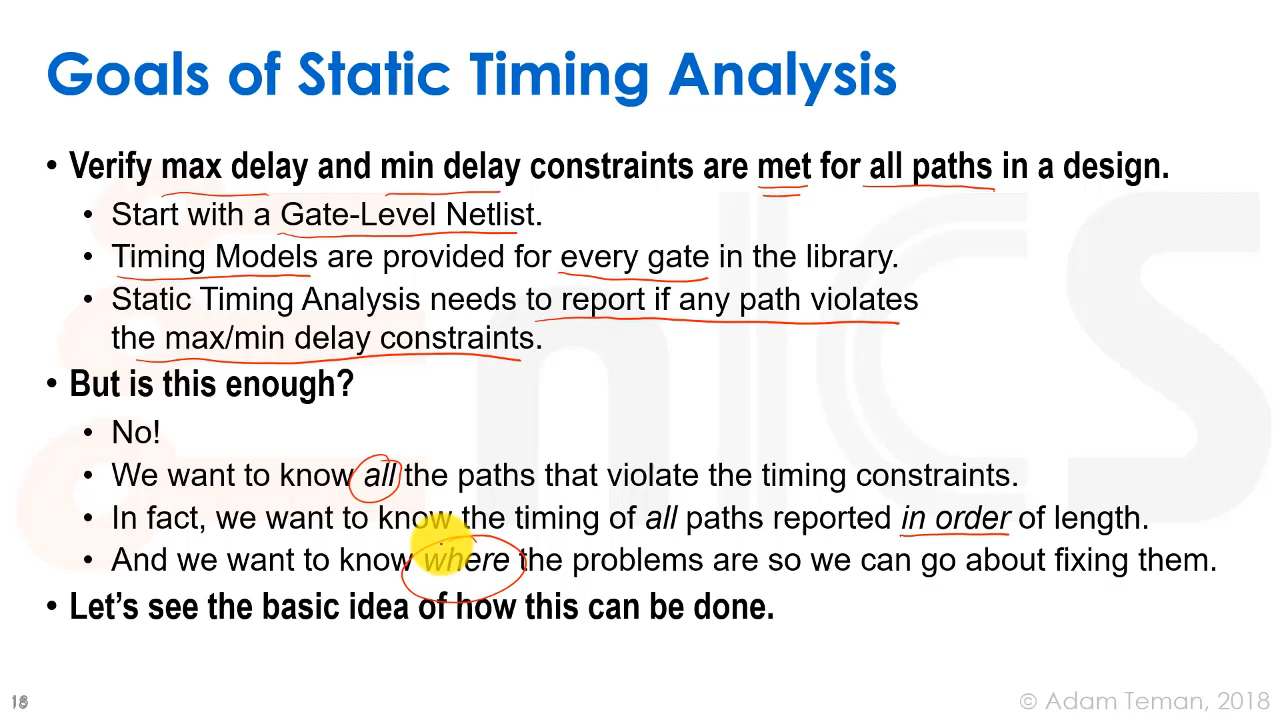 Goals of Static Timing Analysis
• Verify max delay and min delay constraints are met for all paths in a design.
• Start with a Gate-Level Netlist.
• Timing Models are provided for every gate in the library.
• Static Timing Analysis needs to report if any path violates
the max/min delay constraints.
• But is this enough?
• No!
• We want to know all the paths that violate the timing constraints.
• In fact, we want to know the timing of all paths reported in order of length.
• And we want to know where the problems are so we can go about fixing them.
• Let's see the basic idea of how this can be done.
© Adam Teman, 2018